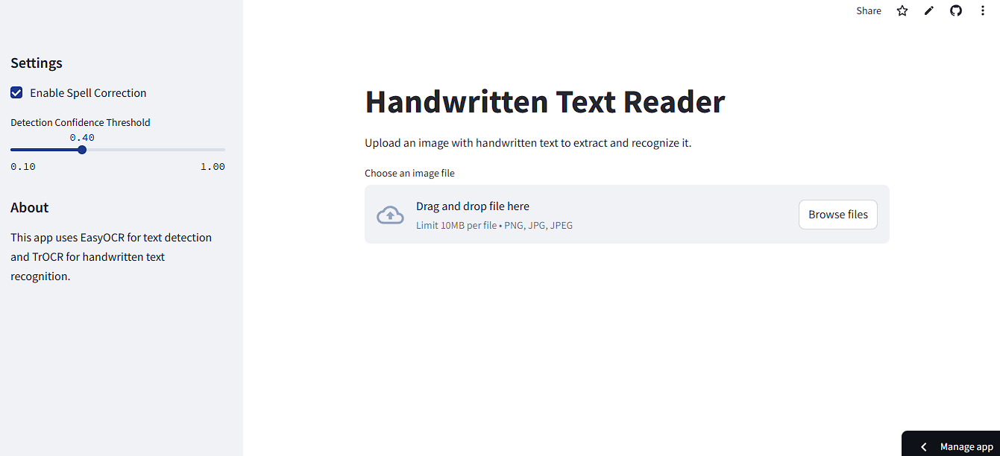 Share
Settings
Enable Spell Correction
Detection Confidence Threshold
0.40
0.10 1.00
About
This app uses EasyOCR for text detection
and TrOCR for handwritten text
recognition.
Handwritten Text Reader
Upload an image with handwritten text to extract and recognize it.
Choose an image file
Drag and drop file here
Limit 10MB per file • PNG, JPG, JPEG
Browse files
Manage app